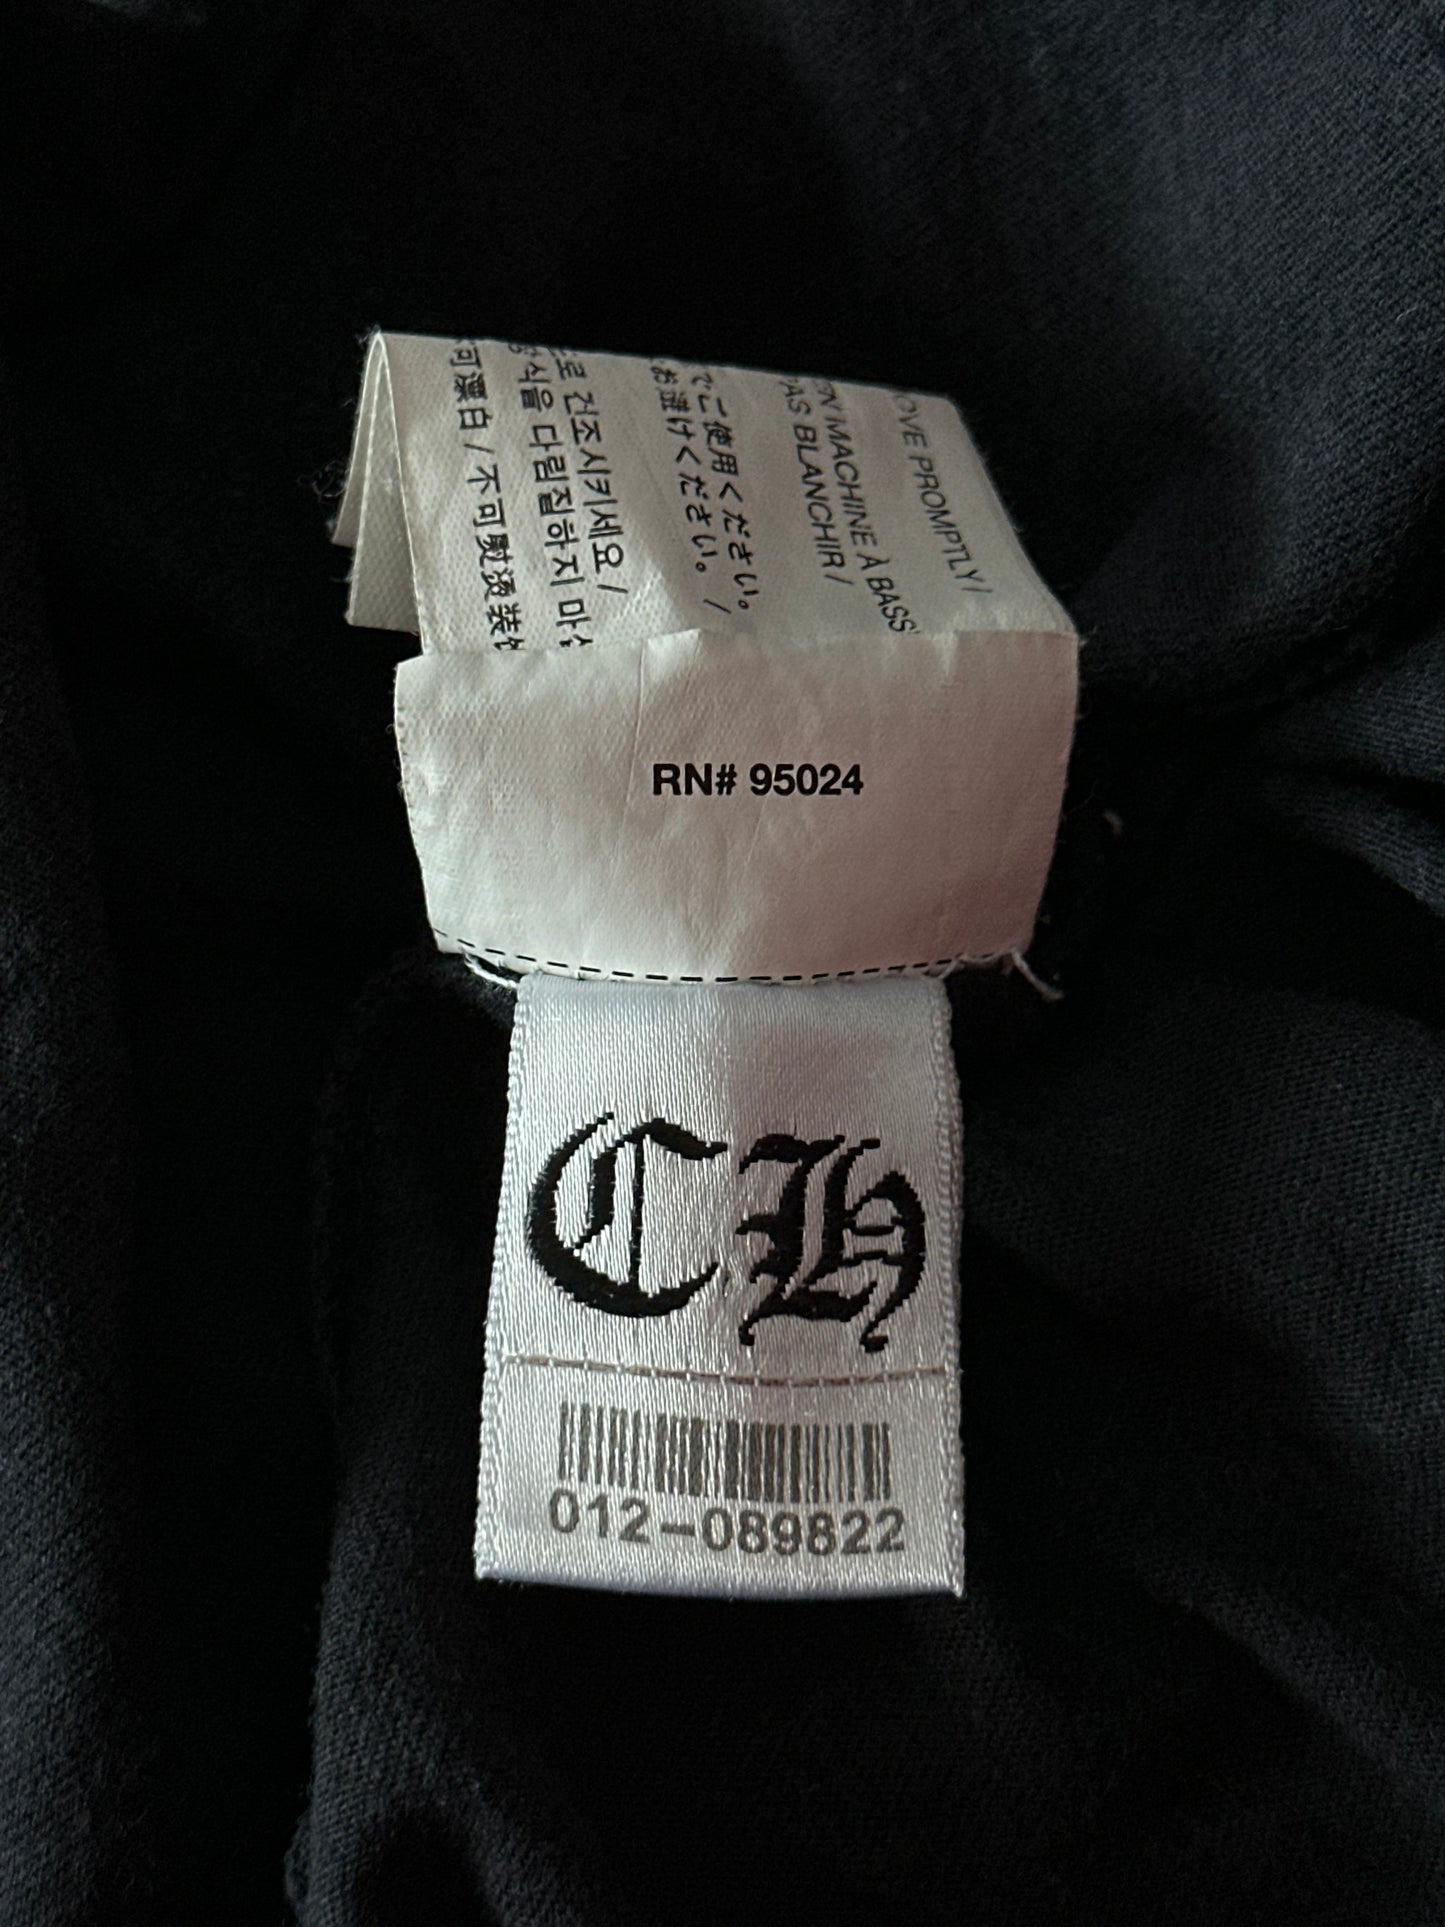 OVE PROMPTLY /
MACHINE À BASS
PAS BLANCHIR /
でご使用ください。
お避けください。 /
로 건조시키세요 /
식을 다림질하지 마
可漂白 / 不可熨烫装
RN# 95024
CH
012-089822